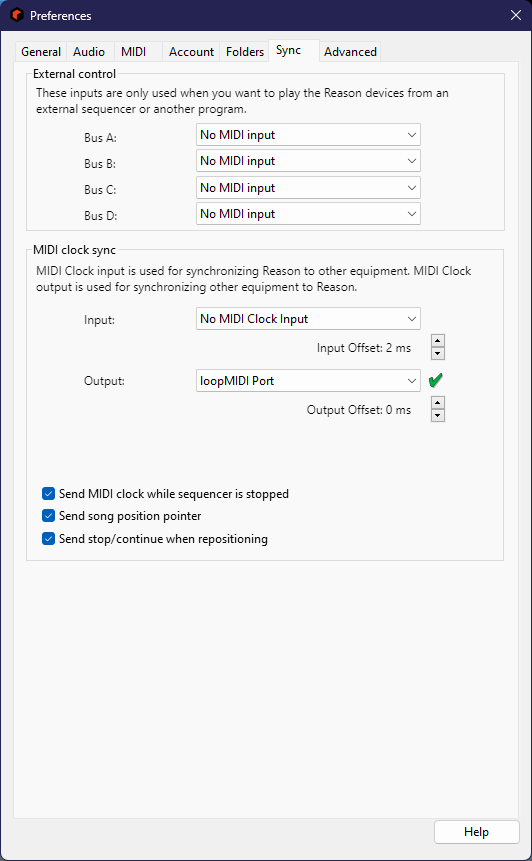 Preferences
General Audio MIDI Account Folders Sync Advanced
External control
These inputs are only used when you want to play the Reason devices from an
external sequencer or another program.
Bus A: No MIDI input
Bus B: No MIDI input
Bus C: No MIDI input
Bus D: No MIDI input
MIDI clock sync
MIDI Clock input is used for synchronizing Reason to other equipment. MIDI Clock
output is used for synchronizing other equipment to Reason.
Input: No MIDI Clock Input
Input Offset: 2 ms
Output: loopMIDI Port
Output Offset: 0 ms
Send MIDI clock while sequencer is stopped
Send song position pointer
Send stop/continue when repositioning
Help